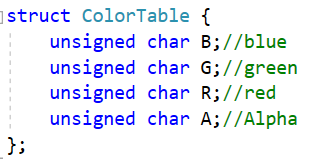 struct ColorTable {
    unsigned char B;//blue
    unsigned char G;//green
    unsigned char R;//red
    unsigned char A;//Alpha
};